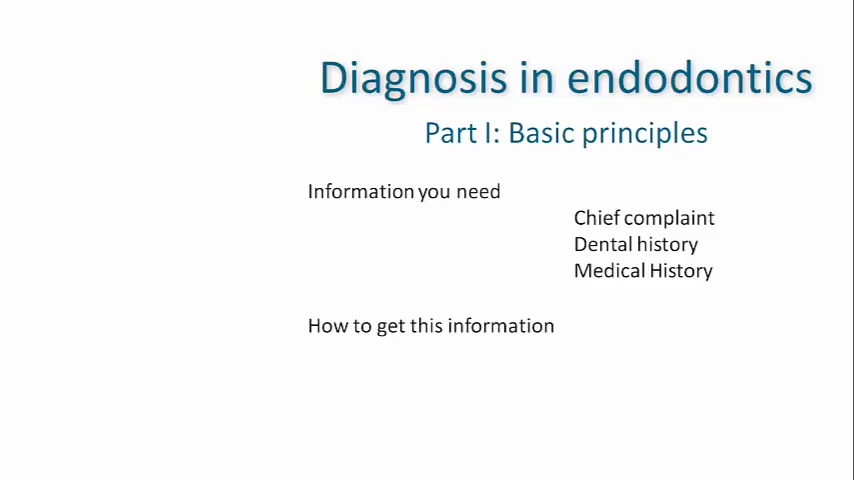 Diagnosis in endodontics
Part I: Basic principles
Information you need
Chief complaint
Dental history
Medical History
How to get this information